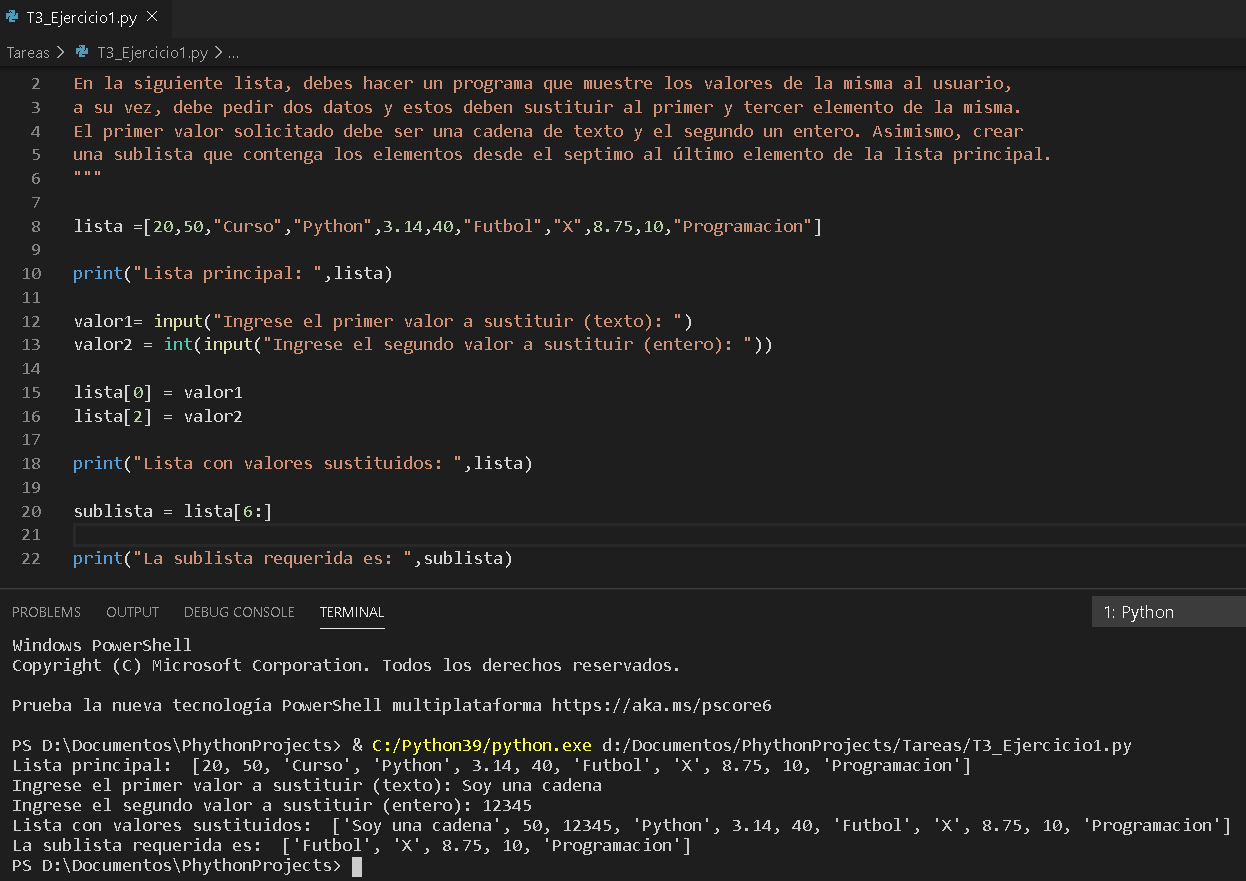 T3_Ejercicio1.py
Tareas > T3_Ejercicio1.py > ...
2 En la siguiente lista, debes hacer un programa que muestre los valores de la misma al usuario,
3 a su vez, debe pedir dos datos y estos deben sustituir al primer y tercer elemento de la misma.
4 El primer valor solicitado debe ser una cadena de texto y el segundo un entero. Asimismo, crear
5 una sublista que contenga los elementos desde el septimo al último elemento de la lista principal.
6 """
7
8 lista =[20,50,"Curso","Python",3.14,40,"Futbol","X",8.75,10,"Programacion"]
9
10 print("Lista principal: ",lista)
11
12 valor1= input("Ingrese el primer valor a sustituir (texto): ")
13 valor2 = int(input("Ingrese el segundo valor a sustituir (entero): "))
14
15 lista[0] = valor1
16 lista[2] = valor2
17
18 print("Lista con valores sustituidos: ",lista)
19
20 sublista = lista[6:]
21
22 print("La sublista requerida es: ",sublista)
PROBLEMS OUTPUT DEBUG CONSOLE TERMINAL 1: Python
Windows PowerShell
Copyright (C) Microsoft Corporation. Todos los derechos reservados.
Prueba la nueva tecnología PowerShell multiplataforma https://aka.ms/pscore6
PS D:\Documentos\PhythonProjects> & C:/Python39/python.exe d:/Documentos/PhythonProjects/Tareas/T3_Ejercicio1.py
Lista principal:  [20, 50, 'Curso', 'Python', 3.14, 40, 'Futbol', 'X', 8.75, 10, 'Programacion']
Ingrese el primer valor a sustituir (texto): Soy una cadena
Ingrese el segundo valor a sustituir (entero): 12345
Lista con valores sustituidos:  ['Soy una cadena', 50, 12345, 'Python', 3.14, 40, 'Futbol', 'X', 8.75, 10, 'Programacion']
La sublista requerida es:  ['Futbol', 'X', 8.75, 10, 'Programacion']
PS D:\Documentos\PhythonProjects>